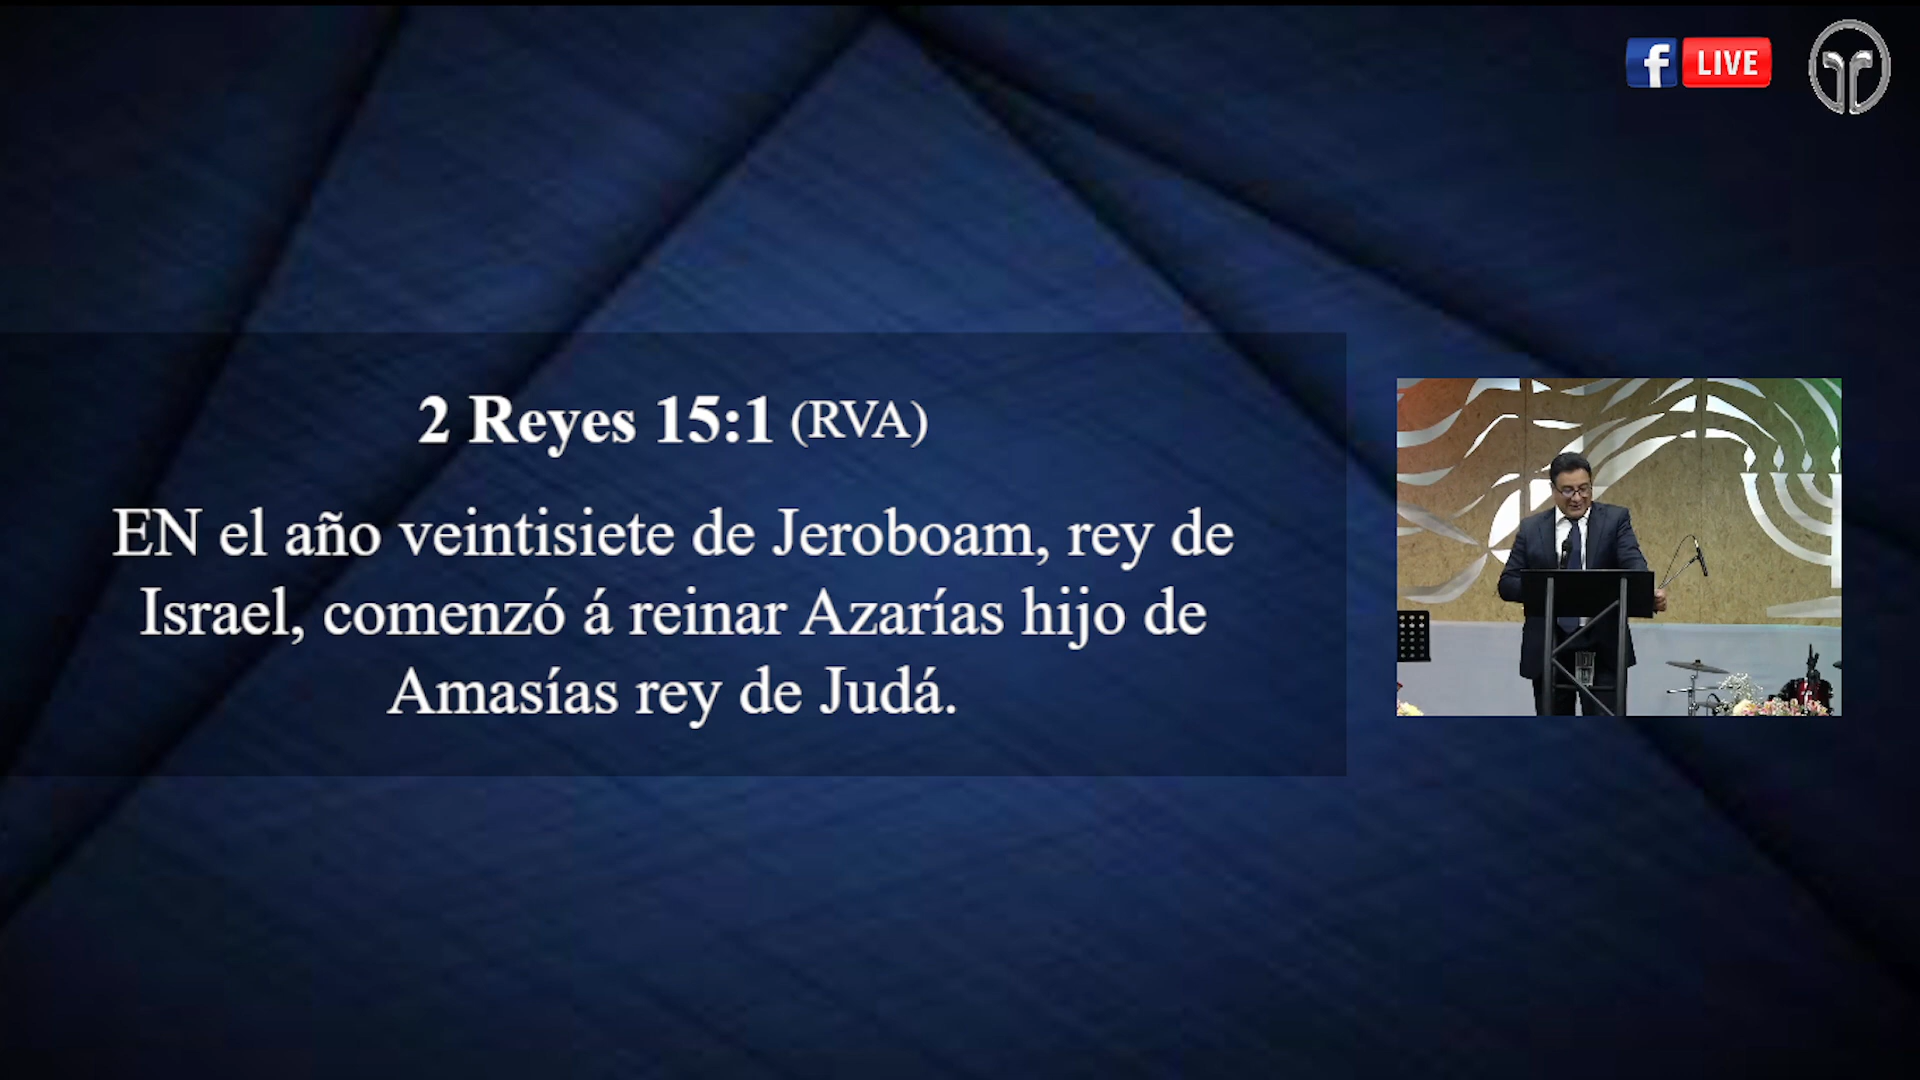 f LIVE
2 Reyes 15:1 (RVA)
EN el año veintisiete de Jeroboam, rey de
Israel, comenzó á reinar Azarías hijo de
Amasías rey de Judá.